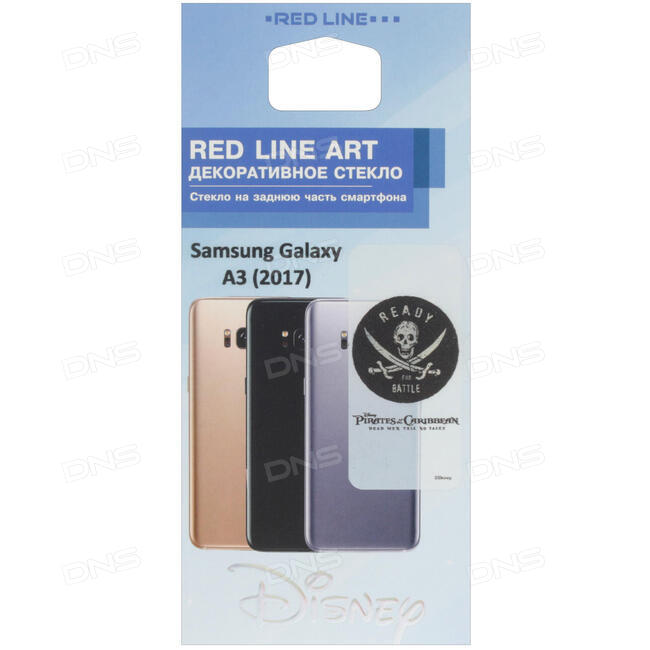 RED LINE
RED LINE ART
ДЕКОРАТИВНОЕ СТЕКЛО
Стекло на заднюю часть смартфона
Samsung Galaxy
A3 (2017)
READY
FOR
BATTLE
Disney
PIRATES of the CARIBBEAN
DEAD MEN TELL NO TALES
©Disney
Disney
DNS